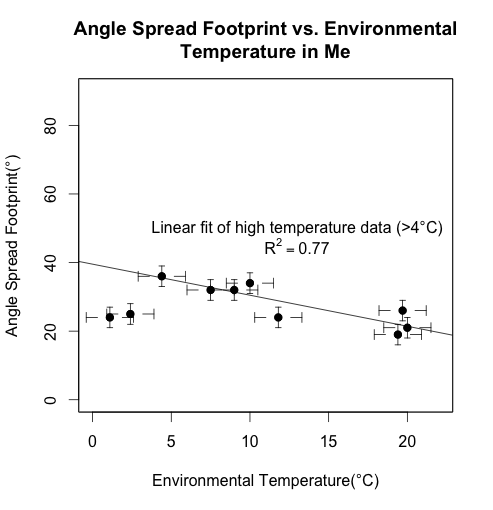 Angle Spread Footprint vs. Environmental
Temperature in Me
Angle Spread Footprint(°)
80
60
40
20
0
Linear fit of high temperature data (>4°C)
R² = 0.77
0 5 10 15 20
Environmental Temperature(°C)